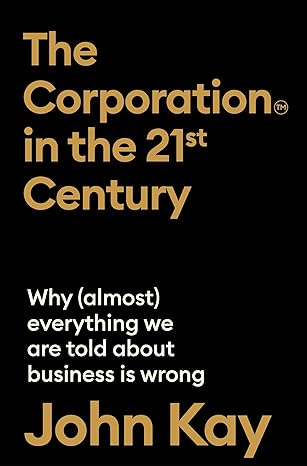 The
Corporation™
in the 21st
Century
Why (almost)
everything we
are told about
business is wrong
John Kay